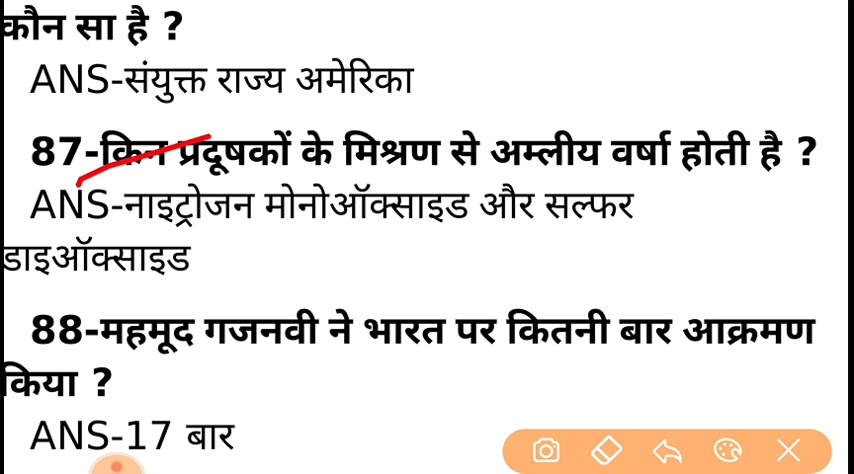 कौन सा है ?
ANS-संयुक्त राज्य अमेरिका
87-किन प्रदूषकों के मिश्रण से अम्लीय वर्षा होती है ?
ANS-नाइट्रोजन मोनोऑक्साइड और सल्फर
डाइऑक्साइड
88-महमूद गजनवी ने भारत पर कितनी बार आक्रमण
किया ?
ANS-17 बार